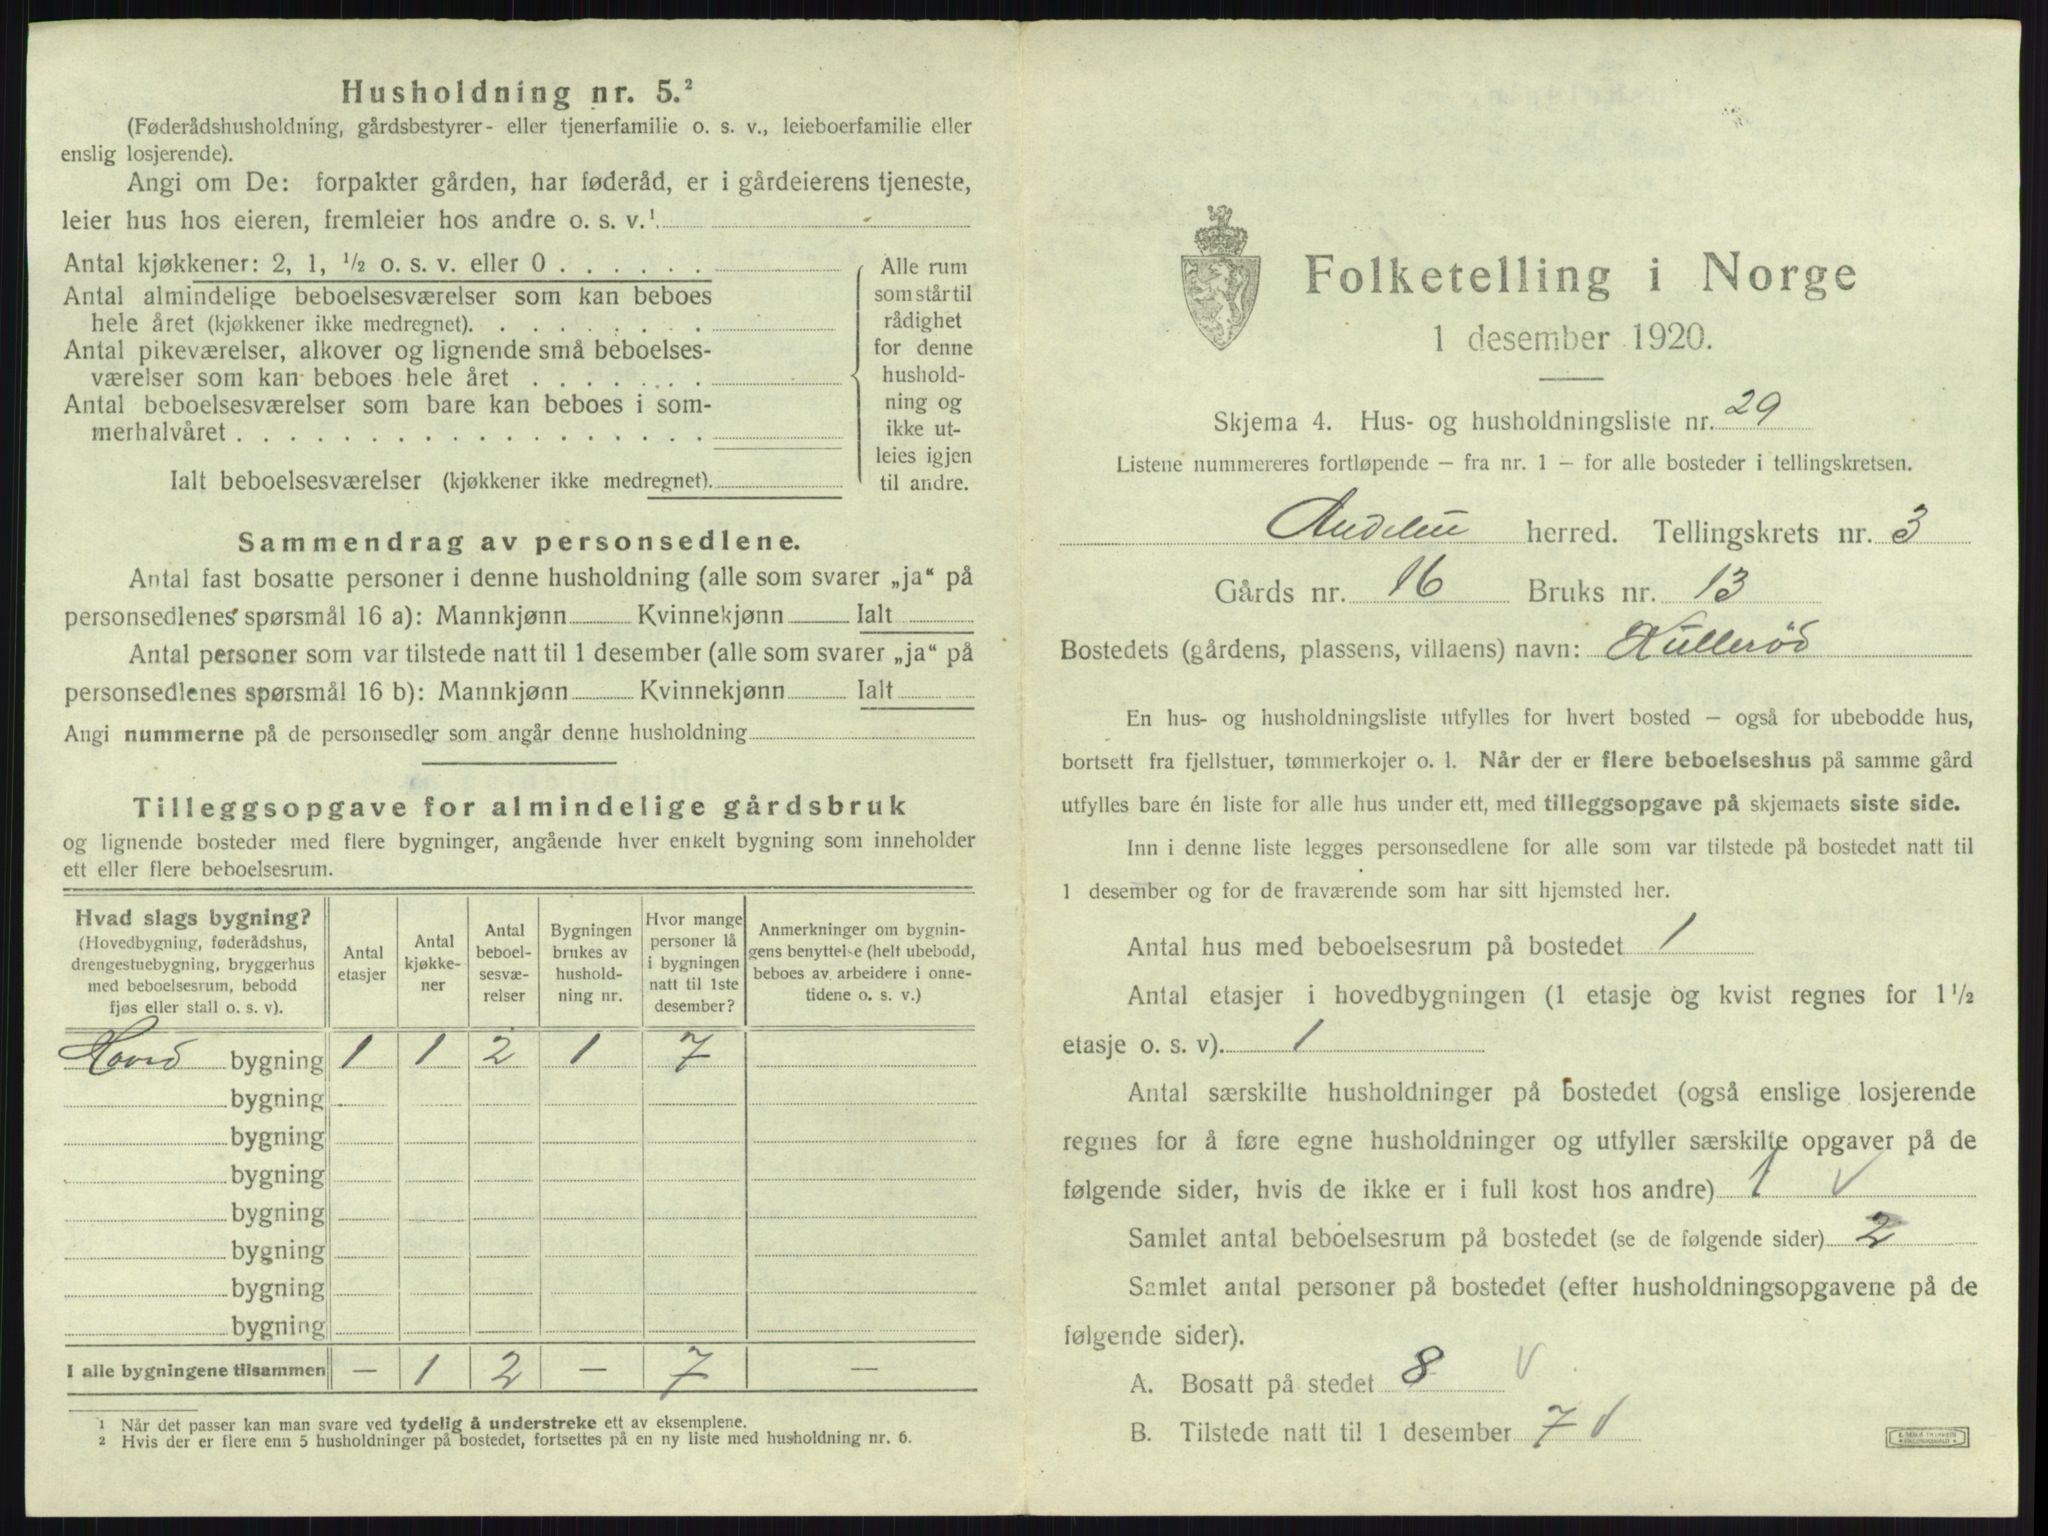 Husholdning nr. 5.²
(Føderådshusholdning, gårdsbestyrer- eller tjenerfamilie o. s. v., leieboerfamilie eller
enslig losjerende).
Angi om De: forpakter gården, har føderåd, er i gårdeierens tjeneste,
leier hus hos eieren, fremleier hos andre o. s. v.¹
Antal kjøkkener: 2, 1, ½ o. s. v. eller 0
Antal almindelige beboelsesværelser som kan beboes
hele året (kjøkkener ikke medregnet).
Antal pikeværelser, alkover og lignende små beboelses-
værelser som kan beboes hele året
Antal beboelsesværelser som bare kan beboes i som-
merhalvåret
Ialt beboelsesværelser (kjøkkener ikke medregnet).
Alle rum
som står til
rådighet
for denne
hushold-
ning og
ikke ut-
leies igjen
til andre.
Sammendrag av personsedlene.
Antal fast bosatte personer i denne husholdning (alle som svarer „ja“ på
personsedlenes spørsmål 16 a): Mannkjønn Kvinnekjønn Ialt
Antal personer som var tilstede natt til 1 desember (alle som svarer „ja“ på
personsedlenes spørsmål 16 b): Mannkjønn Kvinnekjønn Ialt
Angi nummerne på de personsedler som angår denne husholdning
Tilleggsopgave for almindelige gårdsbruk
og lignende bosteder med flere bygninger, angående hver enkelt bygning som inneholder
ett eller flere beboelsesrum.
Hvad slags bygning?
(Hovedbygning, føderådshus,
drengestuebygning, bryggerhus
med beboelsesrum, bebodd
fjøs eller stall o. s. v).
Antal
etasjer
Antal
kjøkke-
ner
Antal
beboel-
sesvæ-
relser
Bygningen
brukes av
hushold-
ning nr.
Hvor mange
personer lå
i bygningen
natt til 1ste
desember?
Anmerkninger om bygnin-
gens benyttelse (helt ubebodd,
beboes av arbeidere i onne-
tidene o. s. v.)
Hoved bygning 1 1 2 1 7
bygning
bygning
bygning
bygning
bygning
bygning
bygning
I alle bygningene tilsammen — 1 2 — 7 —
¹ Når det passer kan man svare ved tydelig å understreke ett av eksemplene.
² Hvis der er flere enn 5 husholdninger på bostedet, fortsettes på en ny liste med husholdning nr. 6.
Folketelling i Norge
1 desember 1920.
Skjema 4. Hus- og husholdningsliste nr. 29
Listene nummereres fortløpende — fra nr. 1 — for alle bosteder i tellingskretsen.
herred. Tellingskrets nr. 3
Gårds nr. 16 Bruks nr. 13
Bostedets (gårdens, plassens, villaens) navn: Kullerød
En hus- og husholdningsliste utfylles for hvert bosted — også for ubebodde hus,
bortsett fra fjellstuer, tømmerkojer o. l. Når der er flere beboelseshus på samme gård
utfylles bare én liste for alle hus under ett, med tilleggsopgave på skjemaets siste side.
Inn i denne liste legges personsedlene for alle som var tilstede på bostedet natt til
1 desember og for de fraværende som har sitt hjemsted her.
Antal hus med beboelsesrum på bostedet 1
Antal etasjer i hovedbygningen (1 etasje og kvist regnes for 1½
etasje o. s. v). 1
Antal særskilte husholdninger på bostedet (også enslige losjerende
regnes for å føre egne husholdninger og utfyller særskilte opgaver på de
følgende sider, hvis de ikke er i full kost hos andre) 1 ✓
Samlet antal beboelsesrum på bostedet (se de følgende sider) 2
Samlet antal personer på bostedet (efter husholdningsopgavene på de
følgende sider).
A. Bosatt på stedet 8 ✓
B. Tilstede natt til 1 desember 7 ✓